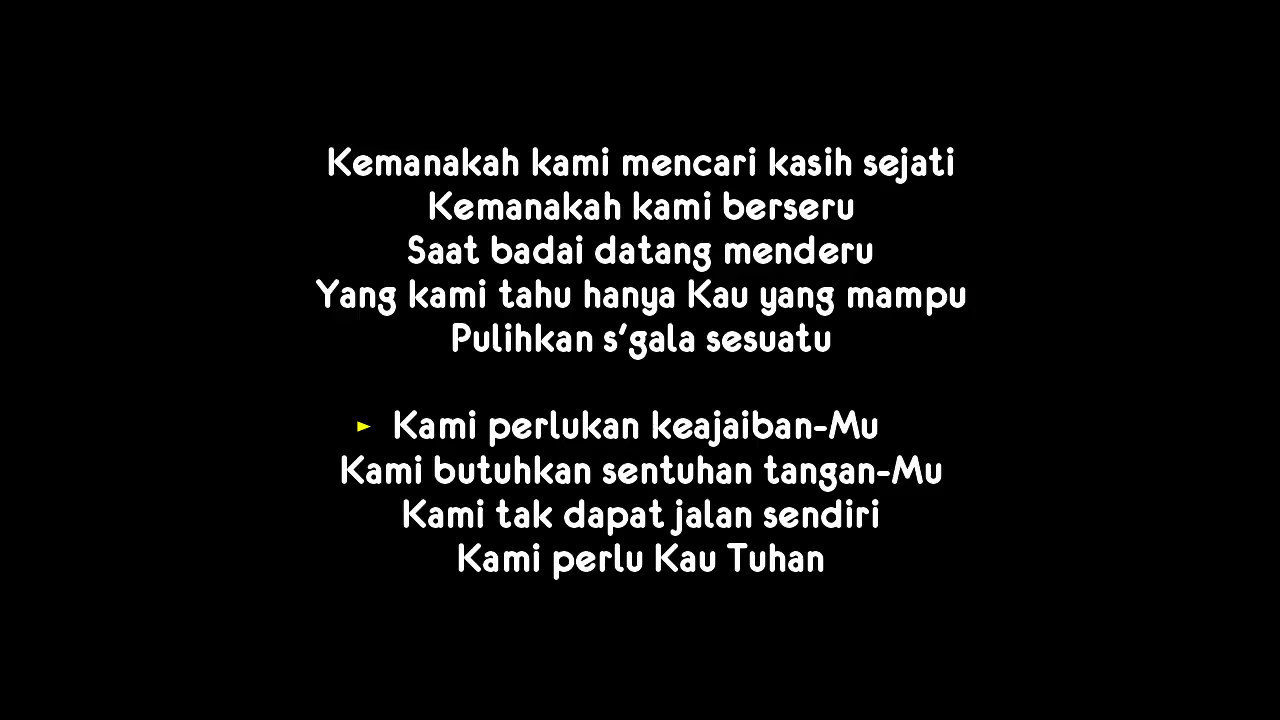 Kemanakah kami mencari kasih sejati
Kemanakah kami berseru
Saat badai datang menderu
Yang kami tahu hanya Kau yang mampu
Pulihkan s'gala sesuatu
► Kami perlukan keajaiban-Mu
Kami butuhkan sentuhan tangan-Mu
Kami tak dapat jalan sendiri
Kami perlu Kau Tuhan